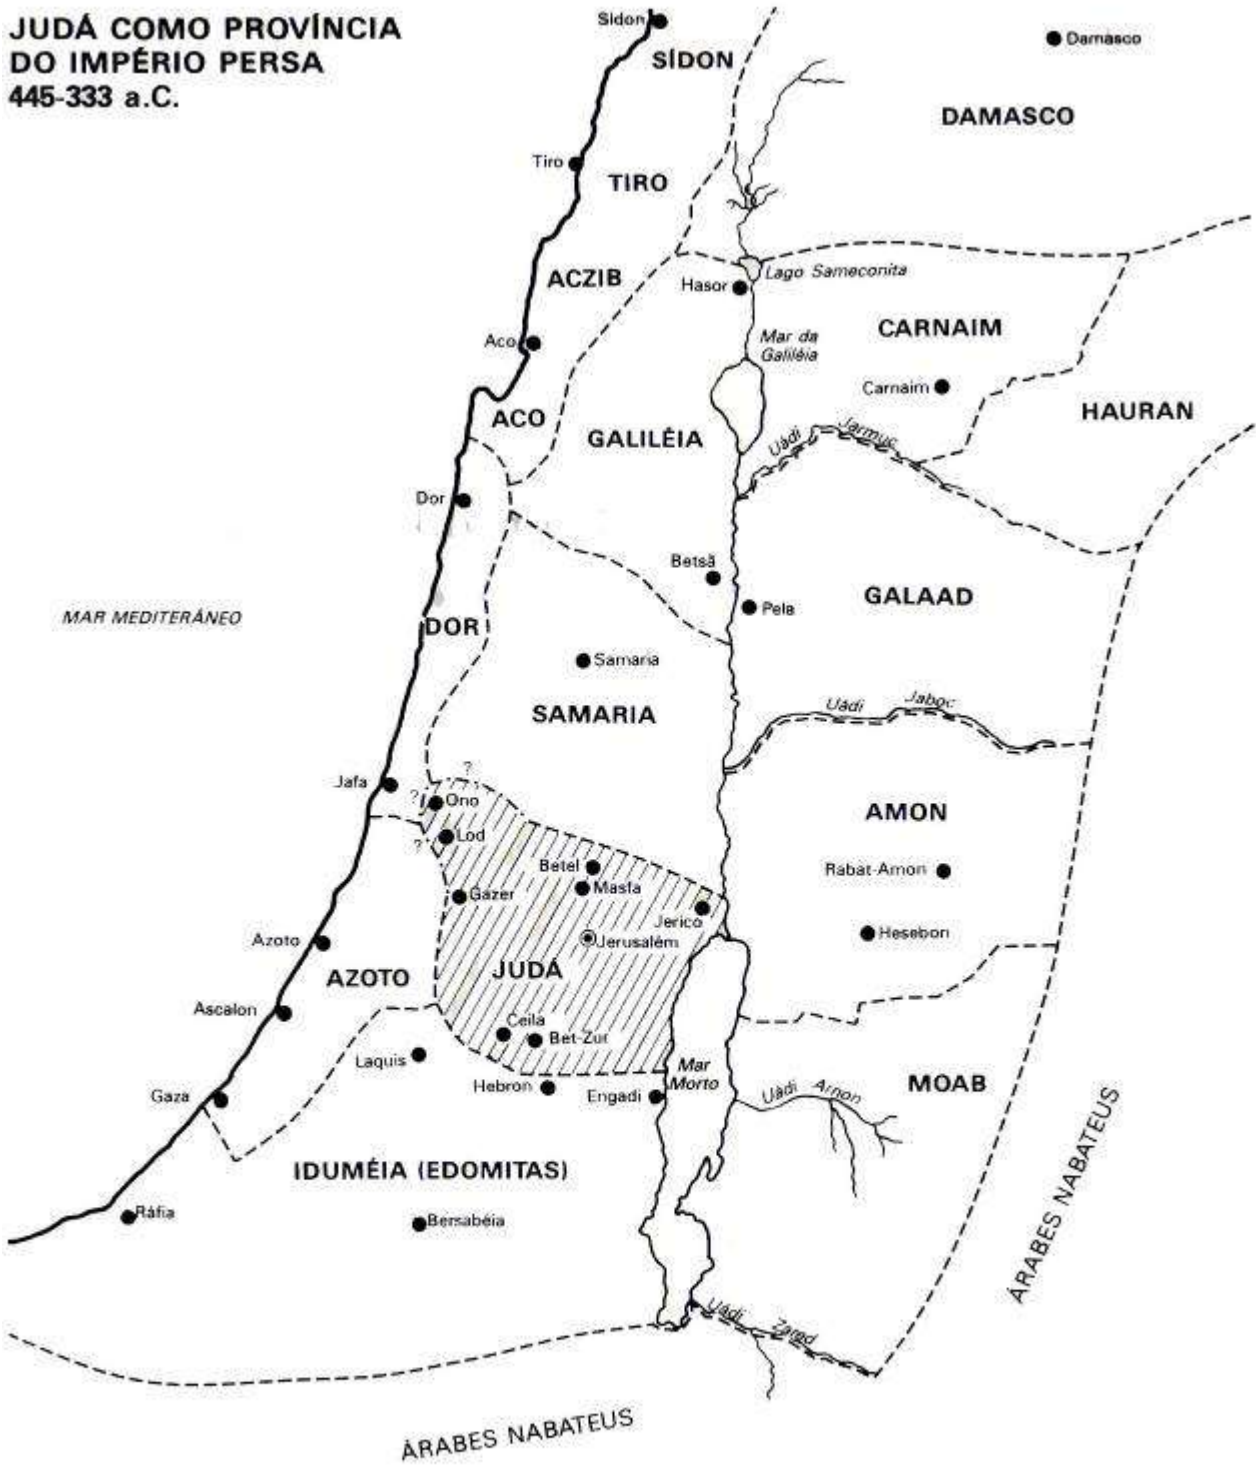 JUDÁ COMO PROVÍNCIA
DO IMPÉRIO PERSA
445-333 a.C.
Sidon
SÍDON
Damasco
DAMASCO
Tiro
TIRO
ACZIB
Hasor
Lago Sameconita
Aco
Mar da
Galiléia
CARNAIM
Carnaim
HAURAN
ACO
GALILÉIA
Uádi Jarmuc
Dor
Betsã
Pela
GALAAD
MAR MEDITERÂNEO
DOR
Samaria
SAMARIA
Uádi Jaboc
Jafa
?
?
Ono
AMON
Lod
?
Betel
Masfa
Rabat-Amon
Gazer
Jericó
Azoto
Jerusalém
Hesebon
AZOTO
JUDÁ
Ascalon
Ceila
Bet-Zur
Laquis
Mar
Morto
Hebron
Engadi
MOAB
Gaza
Uádi Arnon
IDUMÉIA (EDOMITAS)
Ráfia
Bersabéia
ÁRABES NABATEUS
Uádi Zared
ÁRABES NABATEUS